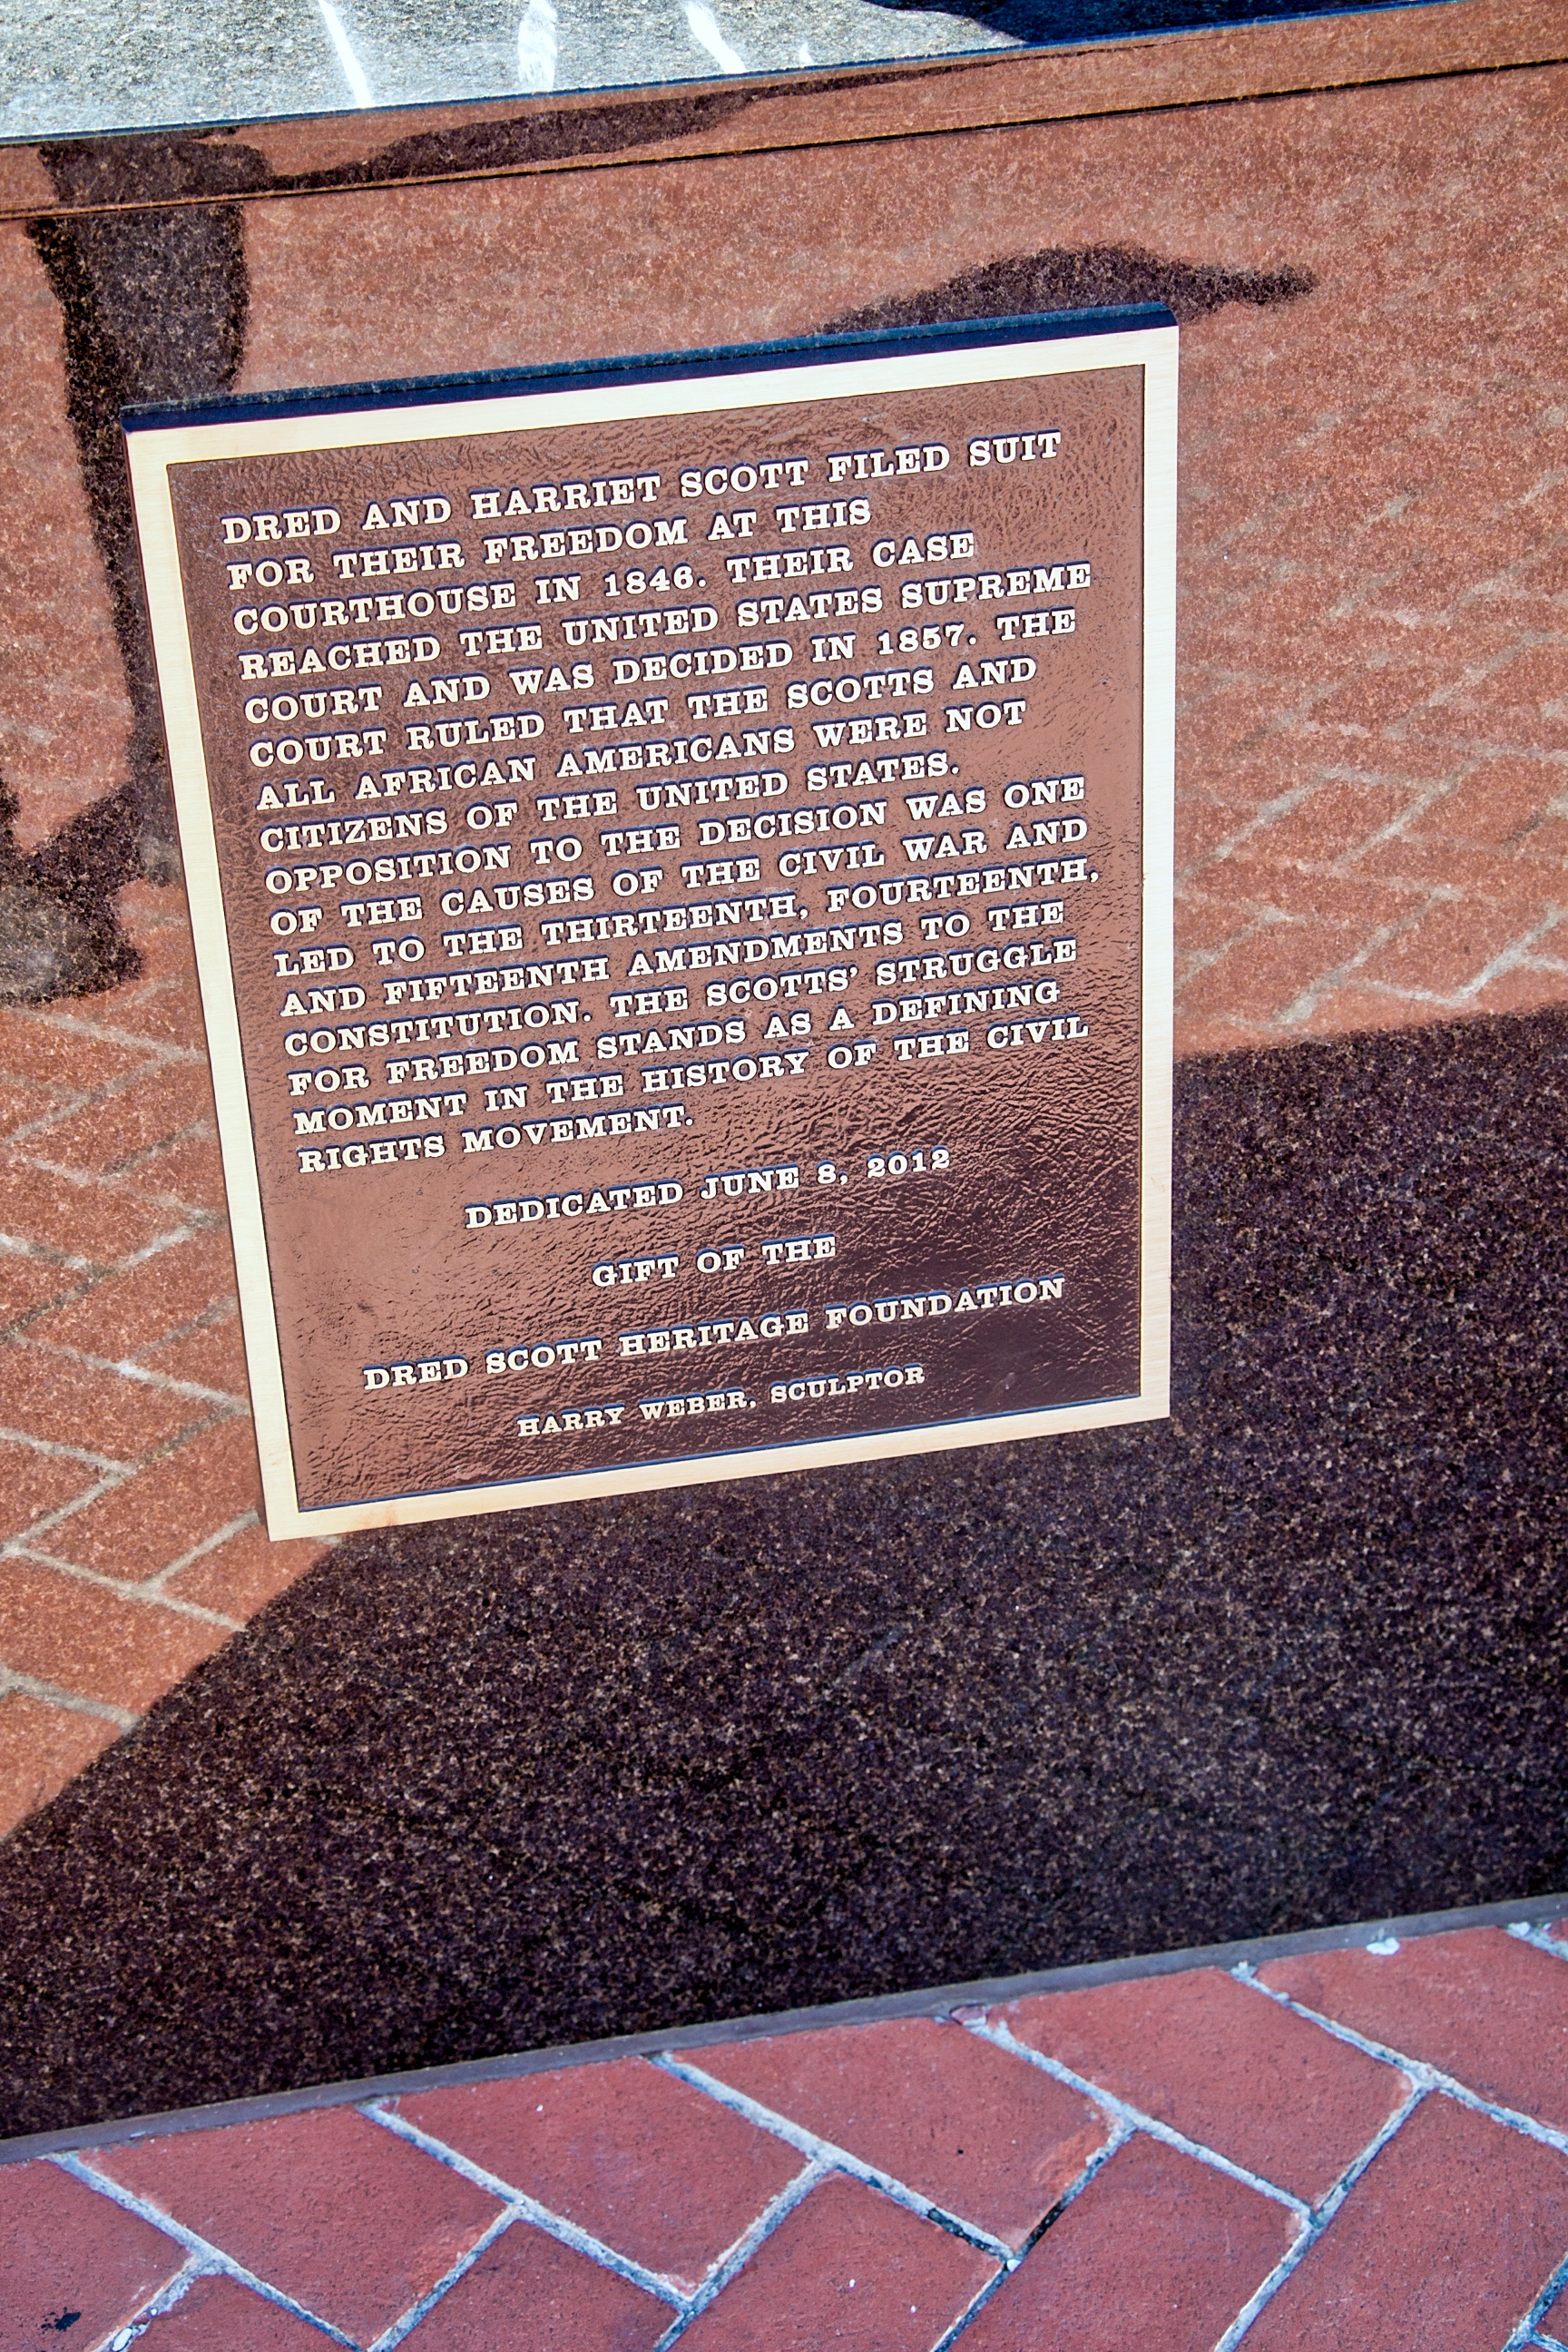 DRED AND HARRIET SCOTT FILED SUIT
FOR THEIR FREEDOM AT THIS
COURTHOUSE IN 1846. THEIR CASE
REACHED THE UNITED STATES SUPREME
COURT AND WAS DECIDED IN 1857. THE
COURT RULED THAT THE SCOTTS AND
ALL AFRICAN AMERICANS WERE NOT
CITIZENS OF THE UNITED STATES.
OPPOSITION TO THE DECISION WAS ONE
OF THE CAUSES OF THE CIVIL WAR AND
LED TO THE THIRTEENTH, FOURTEENTH,
AND FIFTEENTH AMENDMENTS TO THE
CONSTITUTION. THE SCOTTS' STRUGGLE
FOR FREEDOM STANDS AS A DEFINING
MOMENT IN THE HISTORY OF THE CIVIL
RIGHTS MOVEMENT.
DEDICATED JUNE 8, 2012
GIFT OF THE
DRED SCOTT HERITAGE FOUNDATION
HARRY WEBER, SCULPTOR